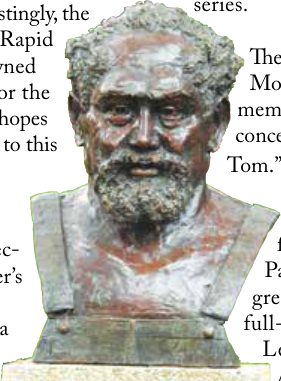 stingly, the
Rapid
wned
or the
hopes
to this
ec-
er's
a
series.
The
Mo
mem
conce
Tom."
f
Pa
gre
full-
Lo